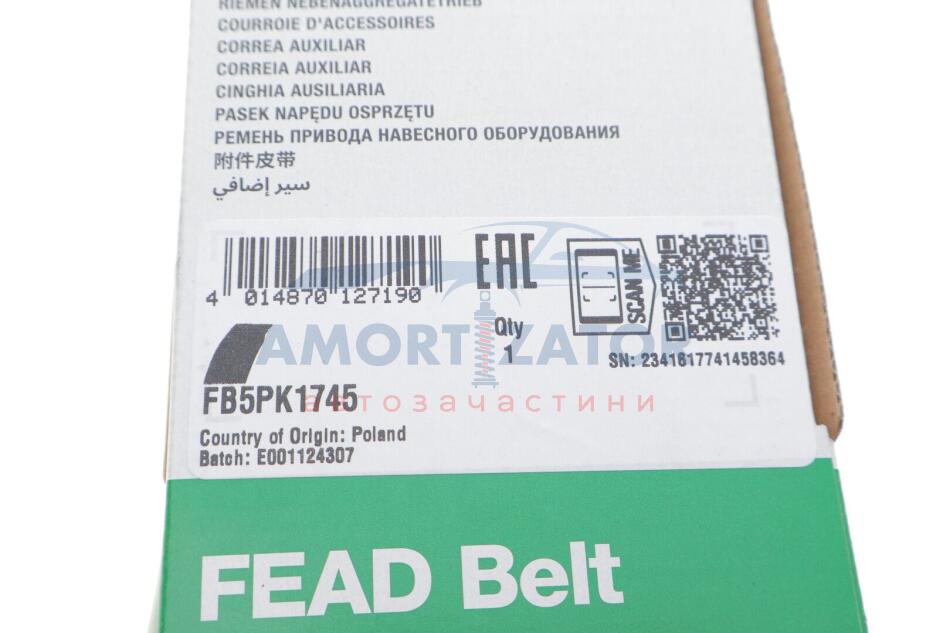 RIEMEN NEBENAGGREGATETRIEB
COURROIE D'ACCESSOIRES
CORREA AUXILIAR
CORREIA AUXILIAR
CINGHIA AUSILIARIA
PASEK NAPĘDU OSPRZĘTU
РЕМЕНЬ ПРИВОДА НАВЕСНОГО ОБОРУДОВАНИЯ
附件皮带
سير إضافي
EAC
SCAN ME
4 014870 127190
Qty
1
SN: 2341617741458364
AMORTIZATOR
автозачастини
FB5PK1745
Country of Origin: Poland
Batch: E001124307
FEAD Belt